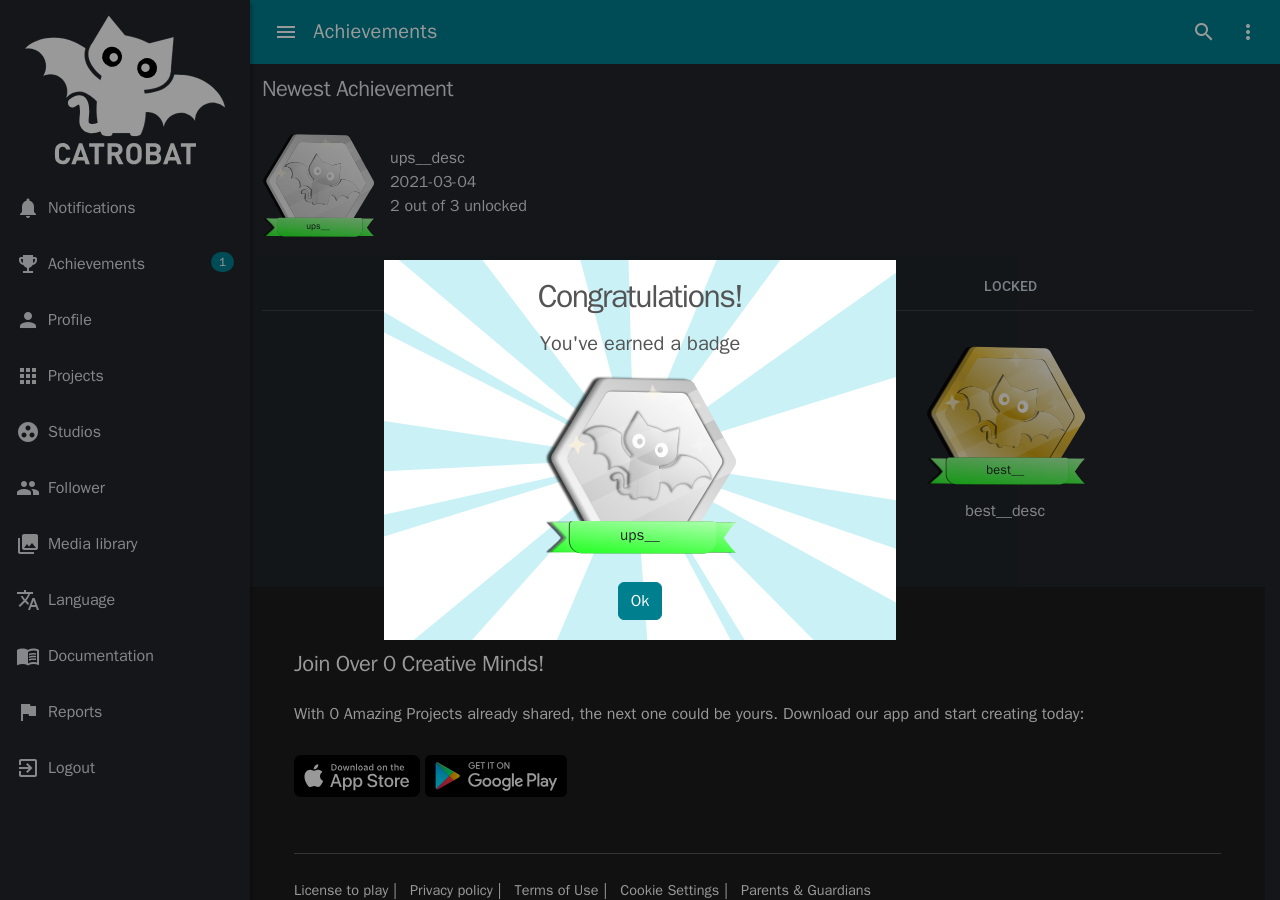 CATROBAT
Notifications
Achievements 1
Profile
Projects
Studios
Follower
Media library
Language
Documentation
Reports
Logout
Achievements
Newest Achievement
ups__desc
2021-03-04
2 out of 3 unlocked
ups__
LOCKED
best__
best__desc
Congratulations!
You've earned a badge
ups__
Ok
Join Over 0 Creative Minds!
With 0 Amazing Projects already shared, the next one could be yours. Download our app and start creating today:
Download on the
App Store
GET IT ON
Google Play
License to play | Privacy policy | Terms of Use | Cookie Settings | Parents & Guardians